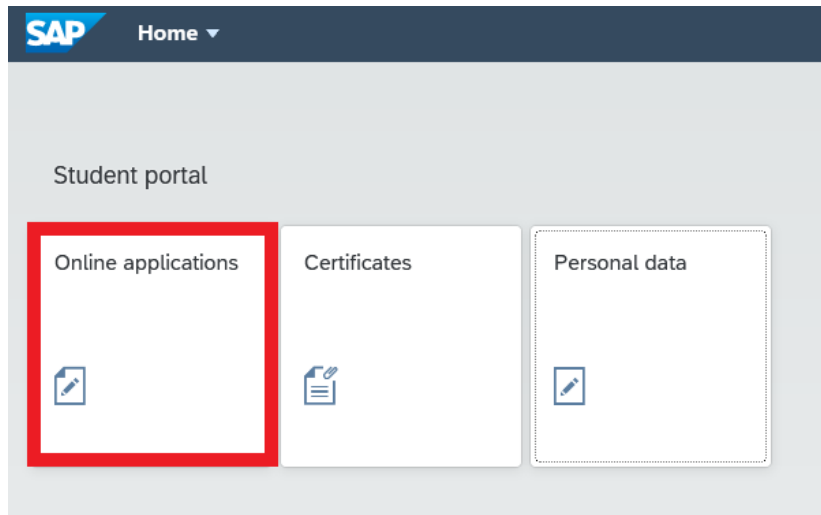 SAP Home
Student portal
Online applications Certificates Personal data